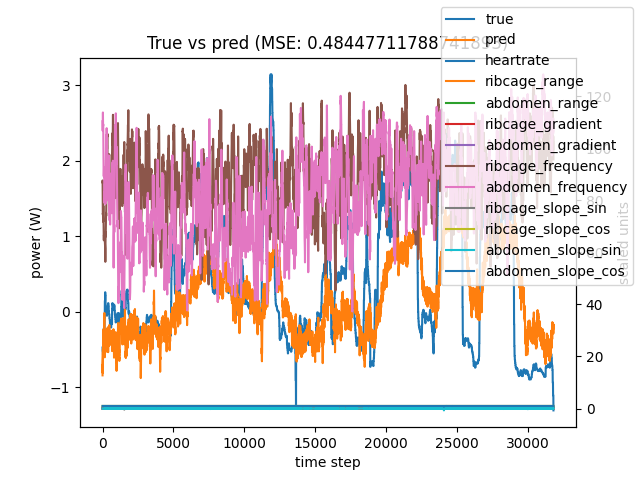 True vs pred (MSE: 0.48447711788741895)
true
pred
heartrate
ribcage_range
abdomen_range
ribcage_gradient
abdomen_gradient
ribcage_frequency
abdomen_frequency
ribcage_slope_sin
ribcage_slope_cos
abdomen_slope_sin
abdomen_slope_cos
power (W)
3
2
1
0
−1
120
100
80
60
40
20
0
scaled units
0
5000
10000
15000
20000
25000
30000
time step